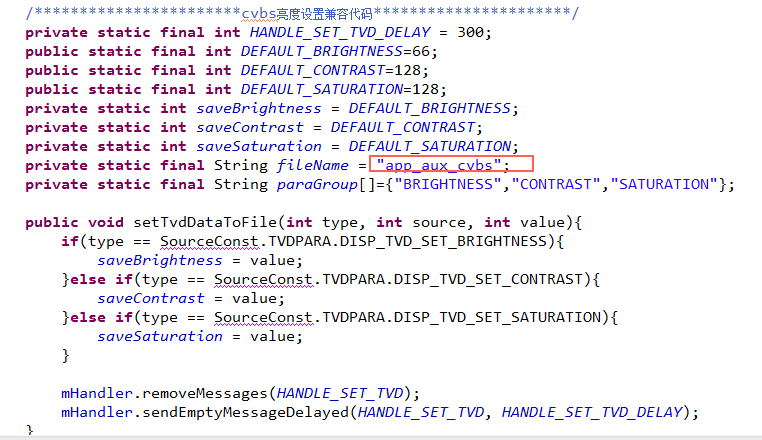 /***********************cvbs亮度设置兼容代码**********************/
private static final int HANDLE_SET_TVD_DELAY = 300;
public static final int DEFAULT_BRIGHTNESS=66;
public static final int DEFAULT_CONTRAST=128;
public static final int DEFAULT_SATURATION=128;
private static int saveBrightness = DEFAULT_BRIGHTNESS;
private static int saveContrast = DEFAULT_CONTRAST;
private static int saveSaturation = DEFAULT_SATURATION;
private static final String fileName = "app_aux_cvbs";
private static final String paraGroup[]={"BRIGHTNESS","CONTRAST","SATURATION"};
public void setTvdDataToFile(int type, int source, int value){
if(type == SourceConst.TVDPARA.DISP_TVD_SET_BRIGHTNESS){
saveBrightness = value;
}else if(type == SourceConst.TVDPARA.DISP_TVD_SET_CONTRAST){
saveContrast = value;
}else if(type == SourceConst.TVDPARA.DISP_TVD_SET_SATURATION){
saveSaturation = value;
}
mHandler.removeMessages(HANDLE_SET_TVD);
mHandler.sendEmptyMessageDelayed(HANDLE_SET_TVD, HANDLE_SET_TVD_DELAY);
}